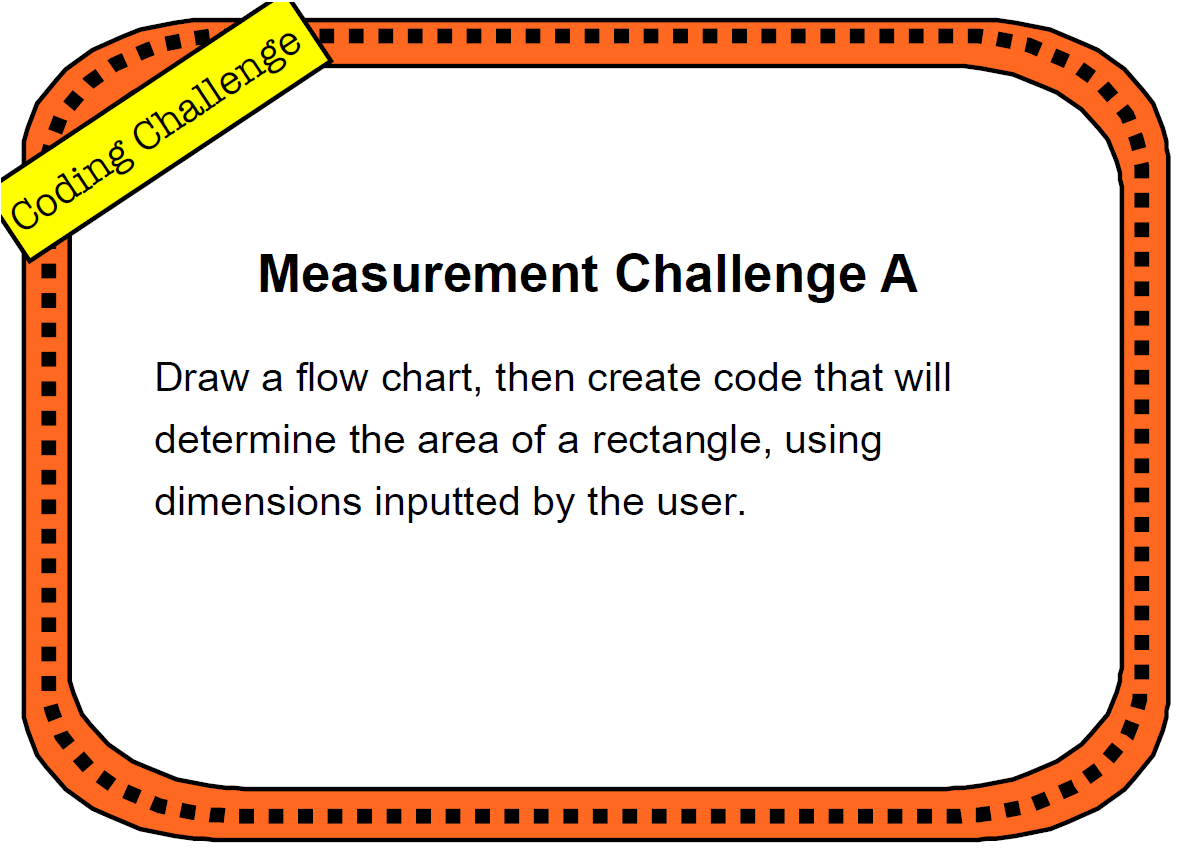 Coding Challenge
Measurement Challenge A
Draw a flow chart, then create code that will
determine the area of a rectangle, using
dimensions inputted by the user.